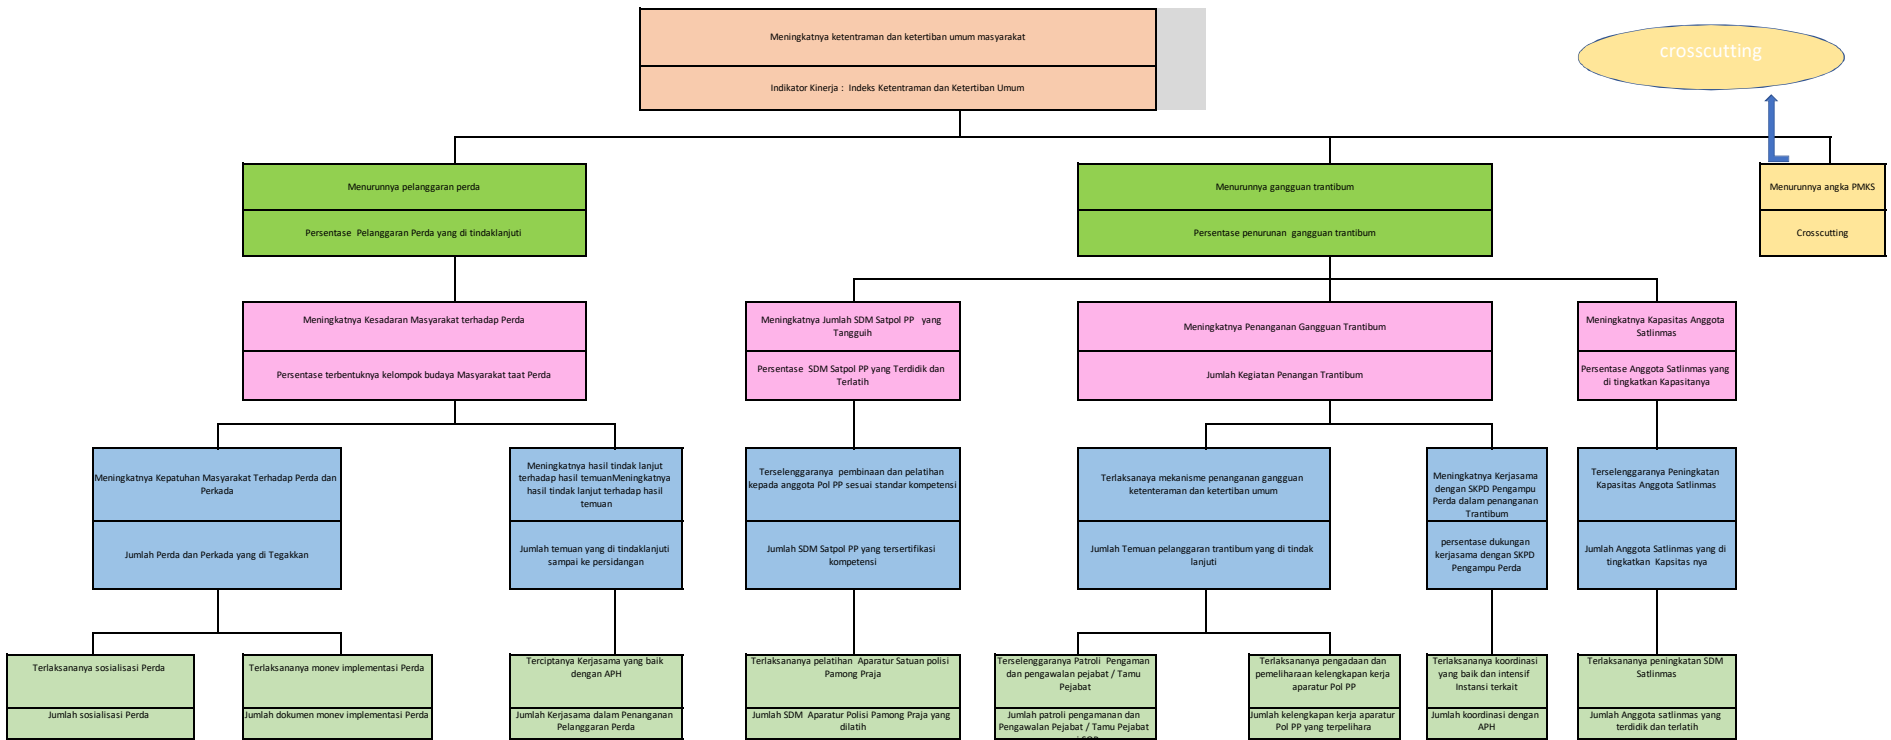 Meningkatnya ketentraman dan ketertiban umum masyarakat
Indikator Kinerja : Indeks Ketentraman dan Ketertiban Umum
crosscutting
Menurunnya pelanggaran perda
Persentase Pelanggaran Perda yang di tindaklanjuti
Menurunnya gangguan trantibum
Persentase penurunan gangguan trantibum
Menurunnya angka PMKS
Crosscutting
Meningkatnya Kesadaran Masyarakat terhadap Perda
Persentase terbentuknya kelompok budaya Masyarakat taat Perda
Meningkatnya Jumlah SDM Satpol PP yang
Tangguih
Persentase SDM Satpol PP yang Terdidik dan
Terlatih
Meningkatnya Penanganan Gangguan Trantibum
Jumlah Kegiatan Penangan Trantibum
Meningkatnya Kapasitas Anggota
Satlinmas
Persentase Anggota Satlinmas yang
di tingkatkan Kapasitanya
Meningkatnya Kepatuhan Masyarakat Terhadap Perda dan
Perkada
Jumlah Perda dan Perkada yang di Tegakkan
Meningkatnya hasil tindak lanjut
terhadap hasil temuanMeningkatnya
hasil tindak lanjut terhadap hasil
temuan
Jumlah temuan yang di tindaklanjuti
sampai ke persidangan
Terselenggaranya pembinaan dan pelatihan
kepada anggota Pol PP sesuai standar kompetensi
Jumlah SDM Satpol PP yang tersertifikasi
kompetensi
Terlaksanaya mekanisme penanganan gangguan
ketenteraman dan ketertiban umum
Jumlah Temuan pelanggaran trantibum yang di tindak
lanjuti
Meningkatnya Kerjasama
dengan SKPD Pengampu
Perda dalam penanganan
Trantibum
persentase dukungan
kerjasama dengan SKPD
Pengampu Perda
Terselenggaranya Peningkatan
Kapasitas Anggota Satlinmas
Jumlah Anggota Satlinmas yang di
tingkatkan Kapsitas nya
Terlaksananya sosialisasi Perda
Jumlah sosialisasi Perda
Terlaksananya monev implementasi Perda
Jumlah dokumen monev implementasi Perda
Terciptanya Kerjasama yang baik
dengan APH
Jumlah Kerjasama dalam Penanganan
Pelanggaran Perda
Terlaksananya pelatihan Aparatur Satuan polisi
Pamong Praja
Jumlah SDM Aparatur Polisi Pamong Praja yang
dilatih
Terselenggaranya Patroli Pengaman
dan pengawalan pejabat / Tamu
Pejabat
Jumlah patroli pengamanan dan
Pengawalan Pejabat / Tamu Pejabat
Terlaksananya pengadaan dan
pemeliharaan kelengkapan kerja
aparatur Pol PP
Jumlah kelengkapan kerja aparatur
Pol PP yang terpelihara
Terlaksananya koordinasi
yang baik dan intensif
Instansi terkait
Jumlah koordinasi dengan
APH
Terlaksananya peningkatan SDM
Satlinmas
Jumlah Anggota satlinmas yang
terdidik dan terlatih